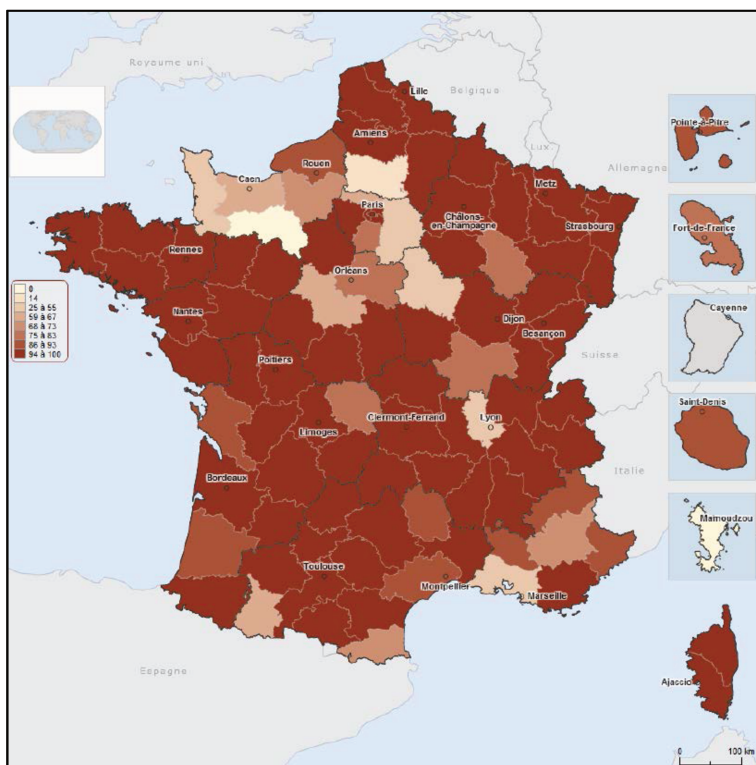 Royaume uni
Belgique
Lille
Pointe-à-Pitre
Amiens
Lux.
Allemagne
Rouen
Caen
Metz
Paris
Châlons-
en-Champagne
Strasbourg
Fort-de-France
Rennes
Orléans
0
14
25 à 55
59 à 67
68 à 73
75 à 83
86 à 93
94 à 100
Cayenne
Nantes
Dijon
Besançon
Suisse
Poitiers
Saint-Denis
Clermont-Ferrand
Lyon
Limoges
Italie
Bordeaux
Mamoudzou
Toulouse
Montpellier
Marseille
Espagne
Ajaccio
0 100 km